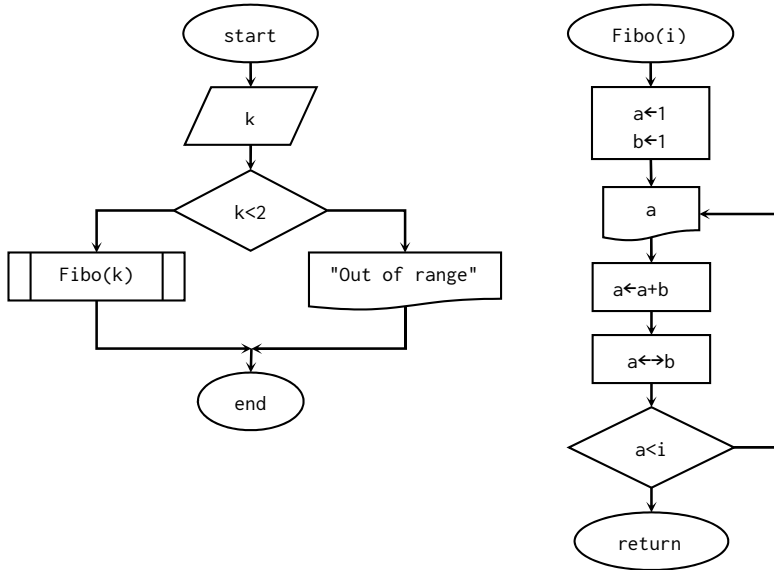 start
k
k<2
Fibo(k)
"Out of range"
end
Fibo(i)
a←1
b←1
a
a←a+b
a←→b
a<i
return